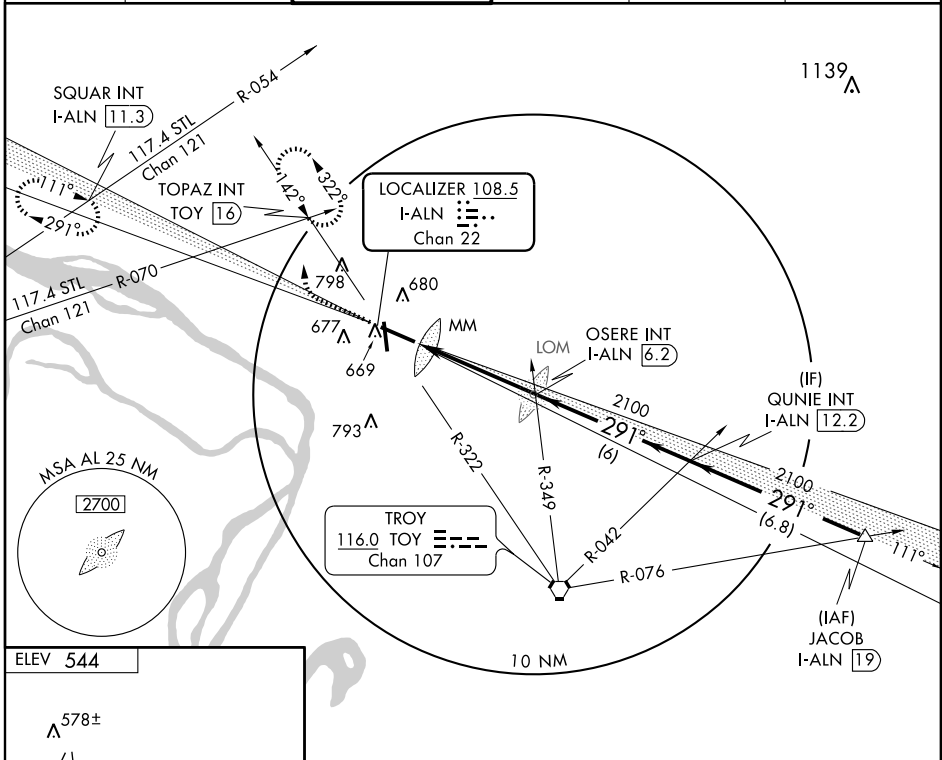 1139
SQUAR INT
I-ALN 11.3
R-054
117.4 STL
Chan 121
111°
291°
TOPAZ INT
TOY 16
142°
322°
LOCALIZER 108.5
I-ALN
Chan 22
117.4 STL
Chan 121
R-070
798
680
677
669
MM
LOM
OSERE INT
I-ALN 6.2
(IF)
QUNIE INT
I-ALN 12.2
2100
291°
(6)
793
2100
291°
(6.8)
111°
R-322
R-349
R-042
R-076
MSA AL 25 NM
2700
TROY
116.0 TOY
Chan 107
(IAF)
JACOB
I-ALN 19
10 NM
ELEV 544
578±